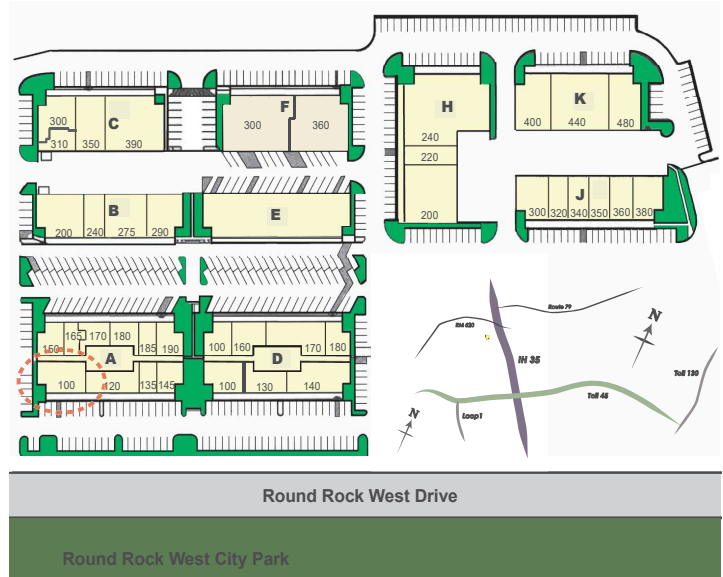 C
300
310 350 390
F
300 360
H
240
220
200
K
400 440 480
B
200 240 275 290
E
J
300 320 340 350 360 380
150 165 170 180 185 190
A
100 120 135 145
100 160 170 180
D
100 130 140
Route 79
RM 620
N
IH 35
Toll 130
Toll 45
Loop1
N
Round Rock West Drive
Round Rock West City Park